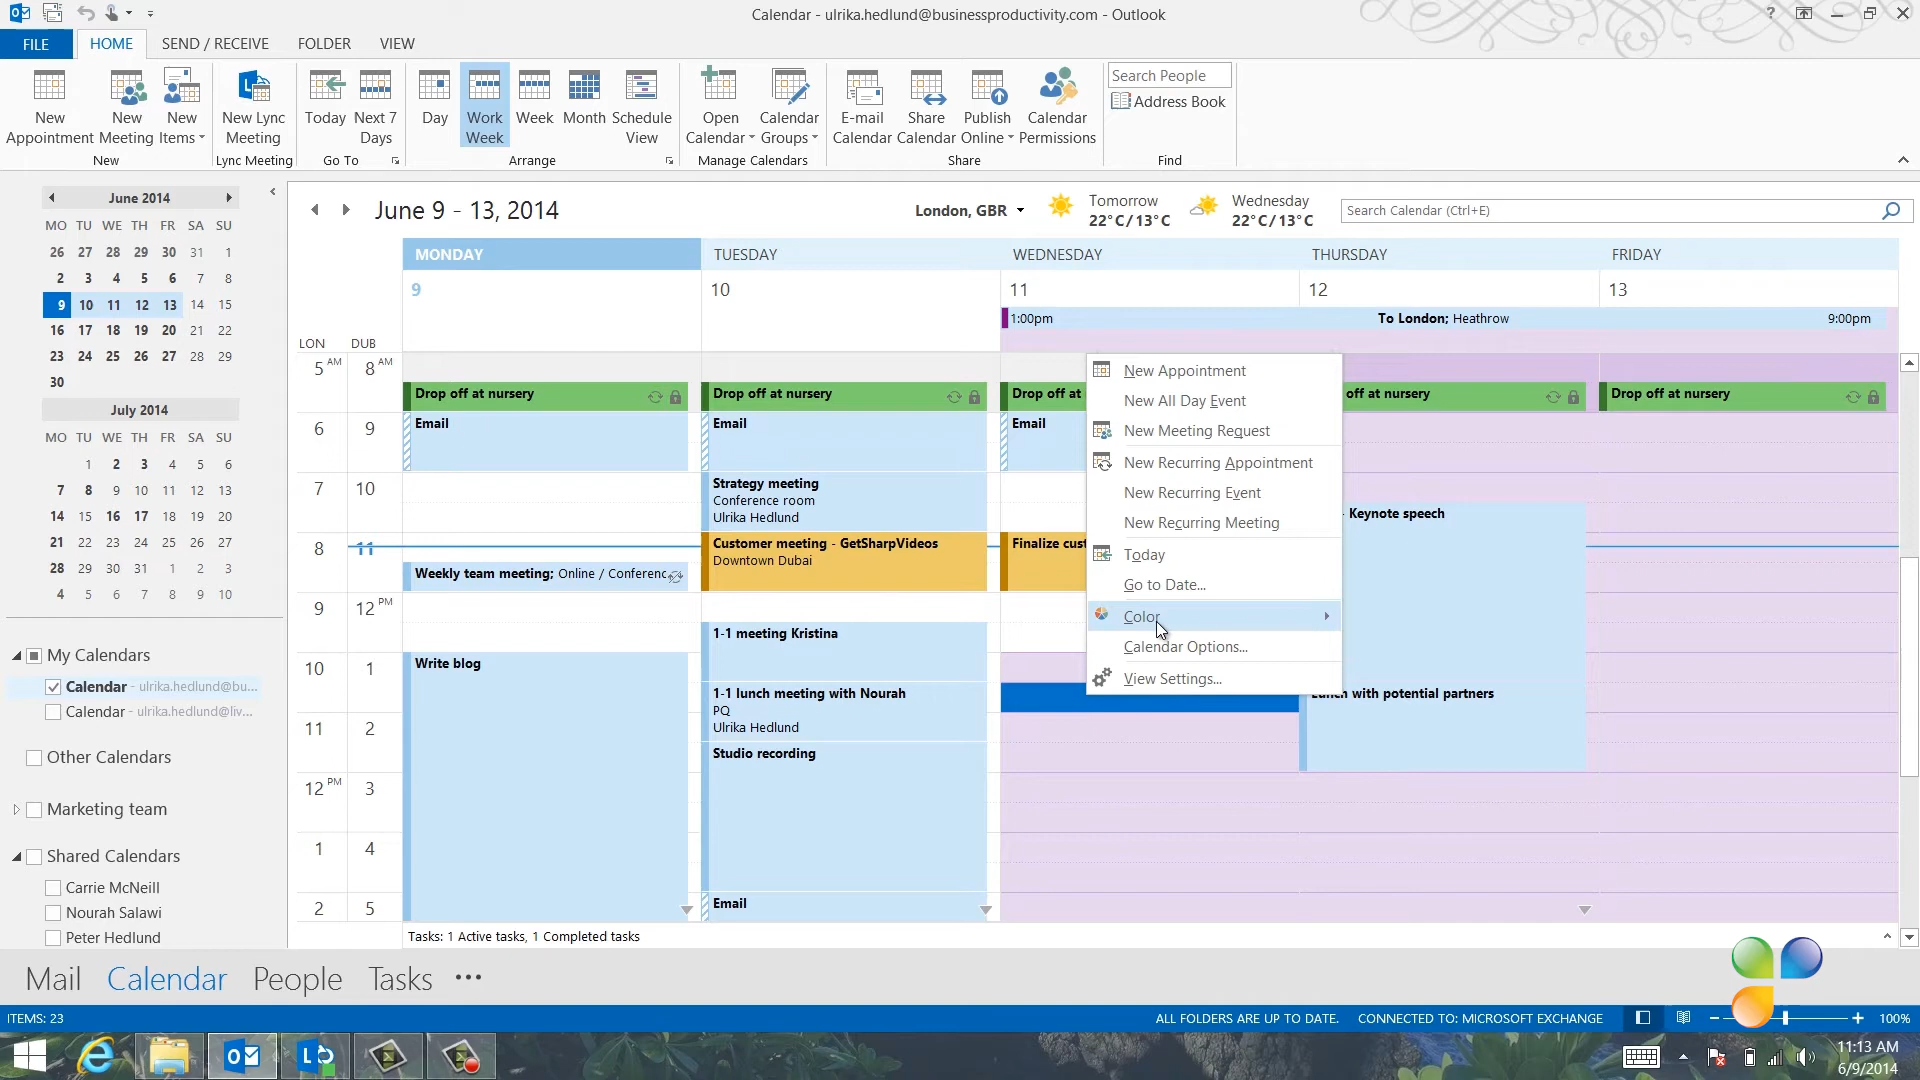 Calendar - ulrika.hedlund@businessproductivity.com - Outlook
?
FILE HOME SEND / RECEIVE FOLDER VIEW
New Appointment
New Meeting
New Items
New
New Lync Meeting
Lync Meeting
Today
Next 7 Days
Go To
Day
Work Week
Week
Month
Schedule View
Arrange
Open Calendar
Calendar Groups
Manage Calendars
E-mail Calendar
Share Calendar
Publish Online
Calendar Permissions
Share
Search People
Address Book
Find
June 2014
MO TU WE TH FR SA SU
26 27 28 29 30 31 1
2 3 4 5 6 7 8
9 10 11 12 13 14 15
16 17 18 19 20 21 22
23 24 25 26 27 28 29
30
July 2014
MO TU WE TH FR SA SU
1 2 3 4 5 6
7 8 9 10 11 12 13
14 15 16 17 18 19 20
21 22 23 24 25 26 27
28 29 30 31 1 2 3
4 5 6 7 8 9 10
My Calendars
Calendar - ulrika.hedlund@bu...
Calendar - ulrika.hedlund@liv...
Other Calendars
Marketing team
Shared Calendars
Carrie McNeill
Nourah Salawi
Peter Hedlund
June 9 - 13, 2014
London, GBR
Tomorrow
22°C/13°C
Wednesday
22°C/13°C
Search Calendar (Ctrl+E)
MONDAY TUESDAY WEDNESDAY THURSDAY FRIDAY
9 10 11 12 13
1:00pm To London; Heathrow 9:00pm
LON DUB
5 AM 8 AM
6 9
7 10
8 11
9 12 PM
10 1
11 2
12 PM 3
1 4
2 5
Drop off at nursery
Email
Weekly team meeting; Online / Conferenc
Write blog
Drop off at nursery
Email
Strategy meeting
Conference room
Ulrika Hedlund
Customer meeting - GetSharpVideos
Downtown Dubai
1-1 meeting Kristina
1-1 lunch meeting with Nourah
PQ
Ulrika Hedlund
Studio recording
Email
Drop off at
Email
Finalize cust
off at nursery
- Keynote speech
Lunch with potential partners
Drop off at nursery
New Appointment
New All Day Event
New Meeting Request
New Recurring Appointment
New Recurring Event
New Recurring Meeting
Today
Go to Date...
Color
Calendar Options...
View Settings...
Tasks: 1 Active tasks, 1 Completed tasks
Mail Calendar People Tasks •••
ITEMS: 23
ALL FOLDERS ARE UP TO DATE. CONNECTED TO: MICROSOFT EXCHANGE
100%
11:13 AM
6/9/2014